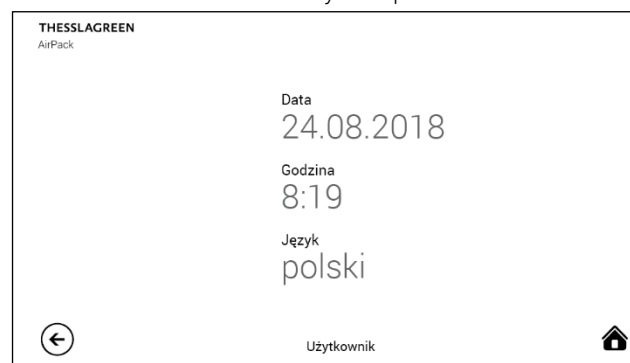 THESSLAGREEN
AirPack
Data
24.08.2018
Godzina
8:19
Język
polski
Użytkownik